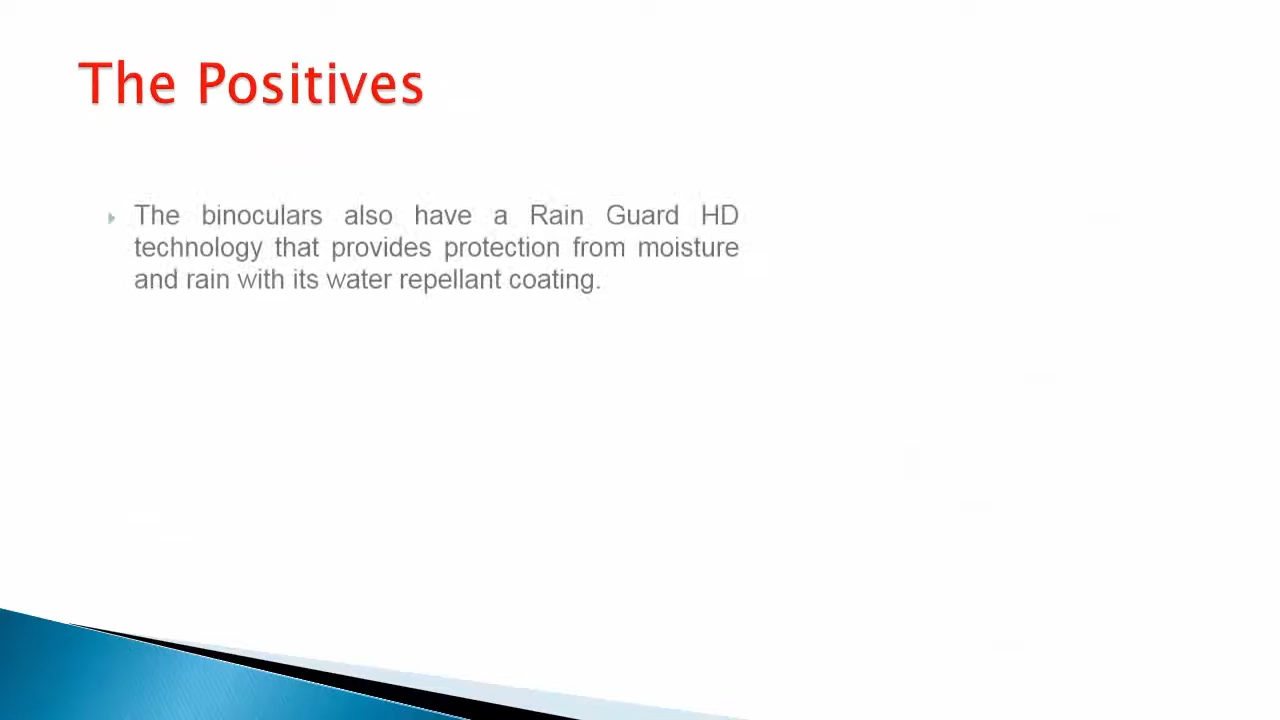 The Positives
The binoculars also have a Rain Guard HD
technology that provides protection from moisture
and rain with its water repellant coating.